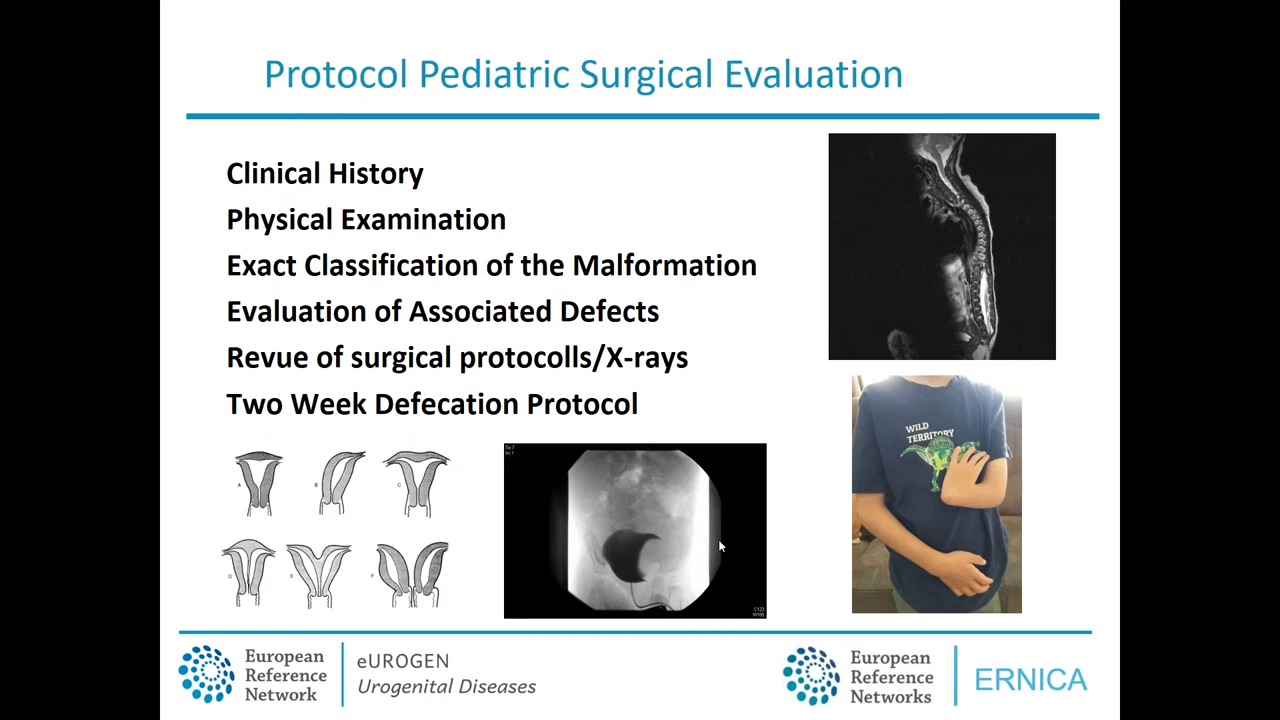 Protocol Pediatric Surgical Evaluation
Clinical History
Physical Examination
Exact Classification of the Malformation
Evaluation of Associated Defects
Revue of surgical protocolls/X-rays
Two Week Defecation Protocol
WILD
TERRITORY
A
B
C
D
E
F
European
Reference
Network
eUROGEN
Urogenital Diseases
European
Reference
Networks
ERNICA